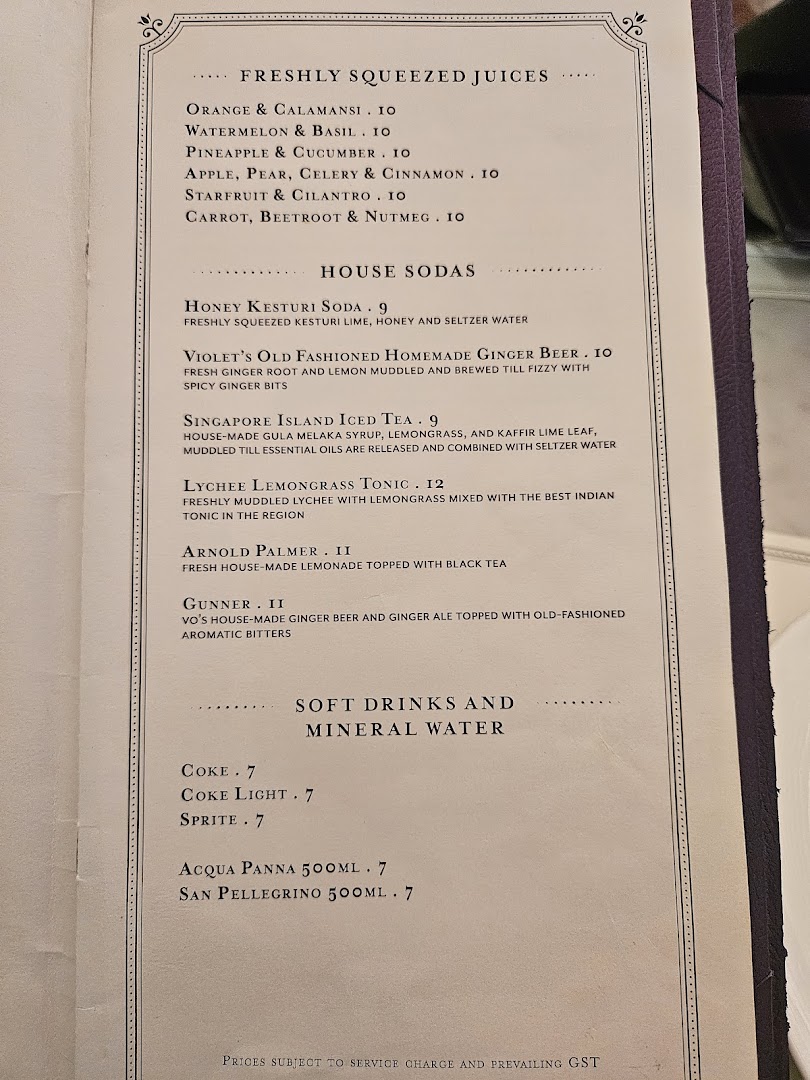 FRESHLY SQUEEZED JUICES
ORANGE & CALAMANSI . 10
WATERMELON & BASIL . 10
PINEAPPLE & CUCUMBER . 10
APPLE, PEAR, CELERY & CINNAMON . 10
STARFRUIT & CILANTRO . 10
CARROT, BEETROOT & NUTMEG . 10
HOUSE SODAS
HONEY KESTURI SODA . 9
FRESHLY SQUEEZED KESTURI LIME, HONEY AND SELTZER WATER
VIOLET'S OLD FASHIONED HOMEMADE GINGER BEER . 10
FRESH GINGER ROOT AND LEMON MUDDLED AND BREWED TILL FIZZY WITH
SPICY GINGER BITS
SINGAPORE ISLAND ICED TEA . 9
HOUSE-MADE GULA MELAKA SYRUP, LEMONGRASS, AND KAFFIR LIME LEAF,
MUDDLED TILL ESSENTIAL OILS ARE RELEASED AND COMBINED WITH SELTZER WATER
LYCHEE LEMONGRASS TONIC . 12
FRESHLY MUDDLED LYCHEE WITH LEMONGRASS MIXED WITH THE BEST INDIAN
TONIC IN THE REGION
ARNOLD PALMER . 11
FRESH HOUSE-MADE LEMONADE TOPPED WITH BLACK TEA
GUNNER . 11
VO'S HOUSE-MADE GINGER BEER AND GINGER ALE TOPPED WITH OLD-FASHIONED
AROMATIC BITTERS
SOFT DRINKS AND
MINERAL WATER
COKE . 7
COKE LIGHT . 7
SPRITE . 7
ACQUA PANNA 500ML . 7
SAN PELLEGRINO 500ML . 7
PRICES SUBJECT TO SERVICE CHARGE AND PREVAILING GST